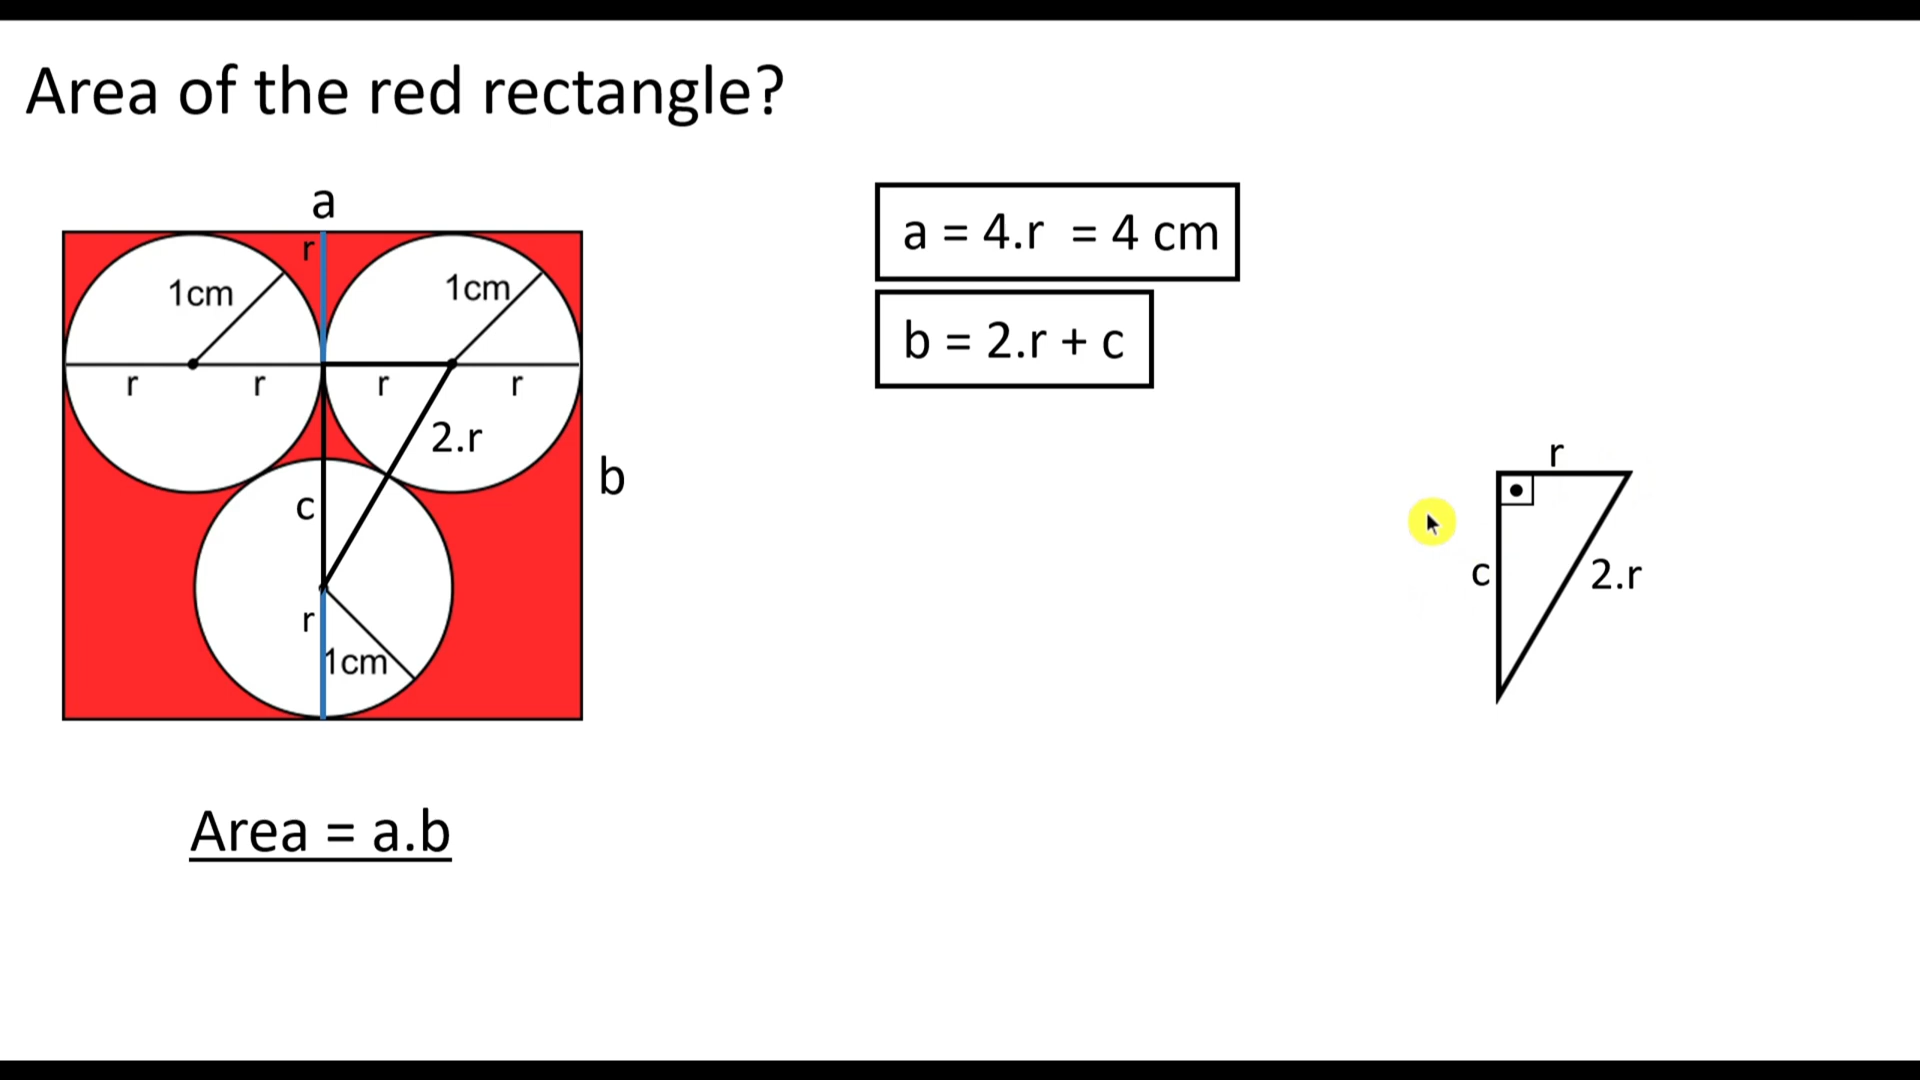 Area of the red rectangle?
a
r
1cm
1cm
r
r
r
r
2.r
b
c
r
1cm
Area = a.b
a = 4.r = 4 cm
b = 2.r + c
r
c
2.r